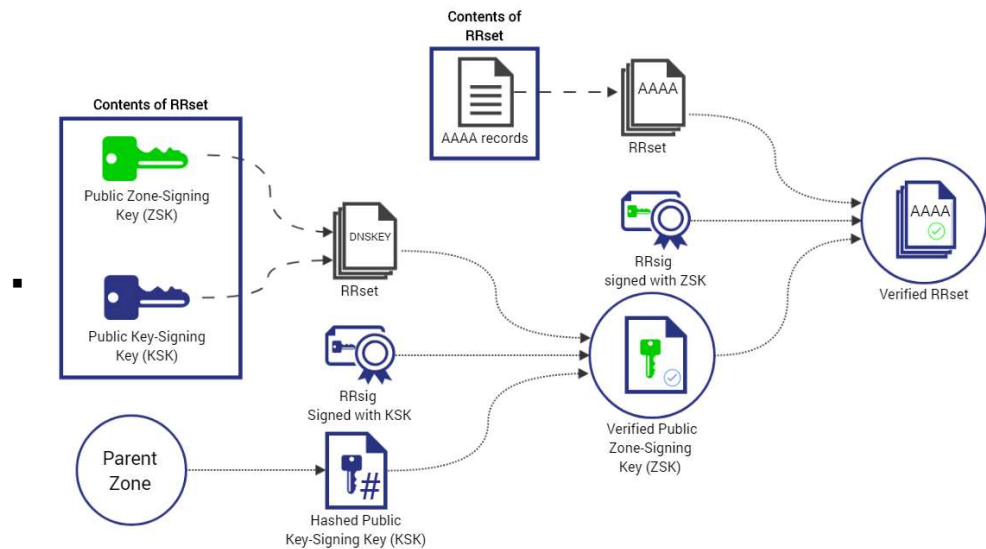 Contents of
RRset
AAAA records
AAAA
RRset
Contents of RRset
Public Zone-Signing
Key (ZSK)
Public Key-Signing
Key (KSK)
DNSKEY
RRset
RRsig
signed with ZSK
AAAA
Verified RRset
RRsig
Signed with KSK
Verified Public
Zone-Signing
Key (ZSK)
Parent
Zone
#
Hashed Public
Key-Signing Key (KSK)